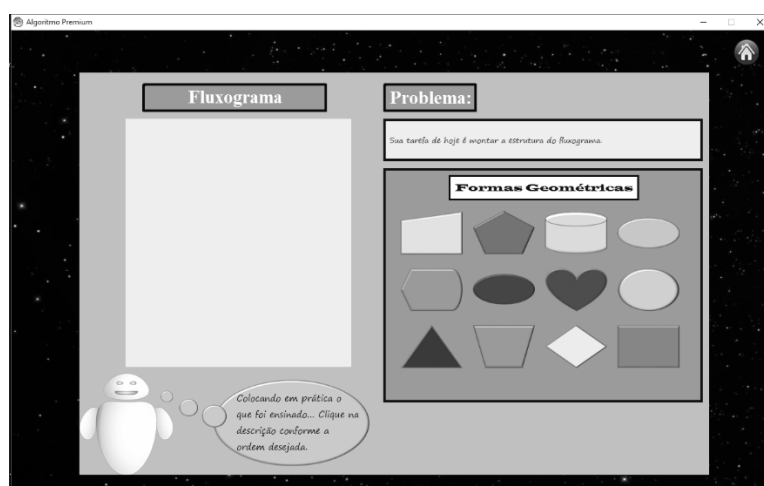 Algoritmo Premium
Fluxograma
Problema:
Sua tarefa de hoje é montar a estrutura do fluxograma.
Formas Geométricas
Colocando em prática o
que foi ensinado... Clique na
descrição conforme a
ordem desejada.